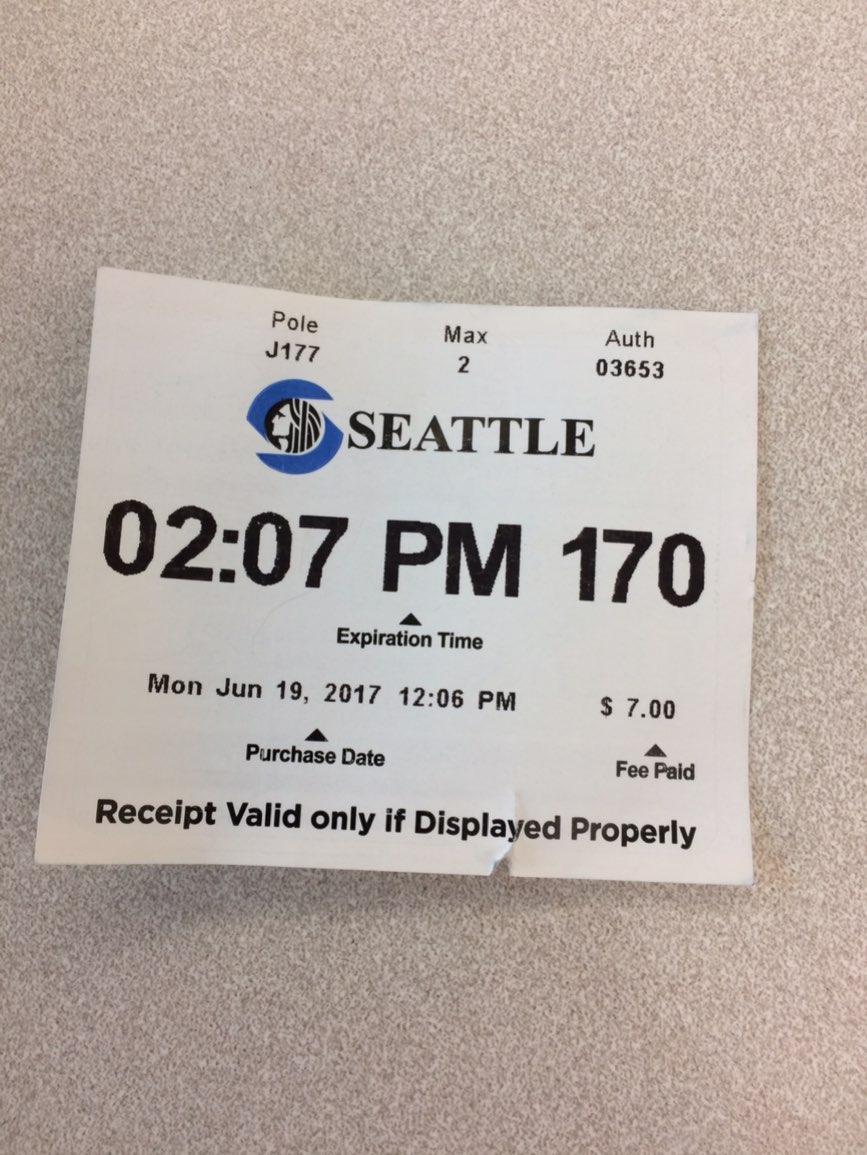 Pole Max Auth
J177 2 03653
SEATTLE
02:07 PM 170
Expiration Time
Mon Jun 19, 2017 12:06 PM $ 7.00
Purchase Date Fee Paid
Receipt Valid only if Displayed Properly